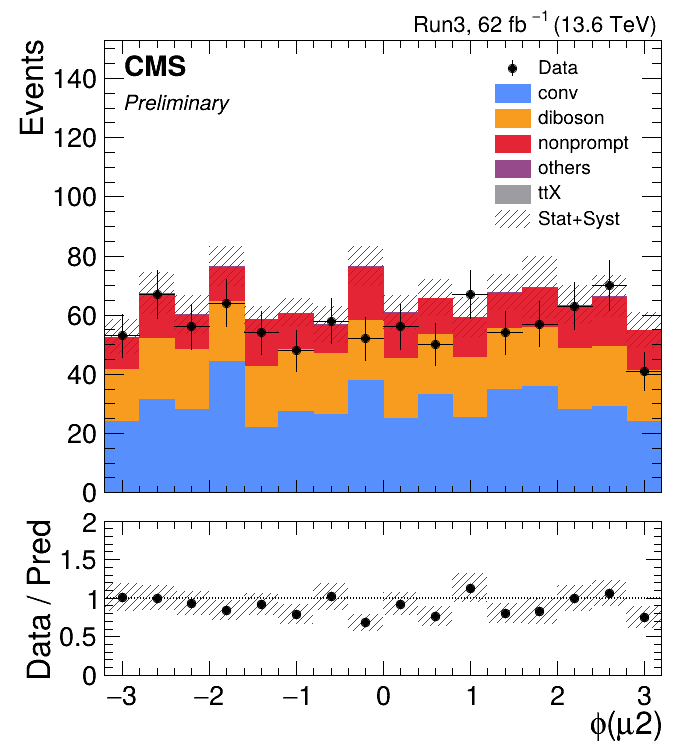 Run3, 62 fb⁻¹ (13.6 TeV)
CMS
Preliminary
Events
140
120
100
80
60
40
20
0
Data
conv
diboson
nonprompt
others
ttX
Stat+Syst
Data / Pred
2
1.5
1
0.5
0
−3 −2 −1 0 1 2 3
ϕ(μ2)